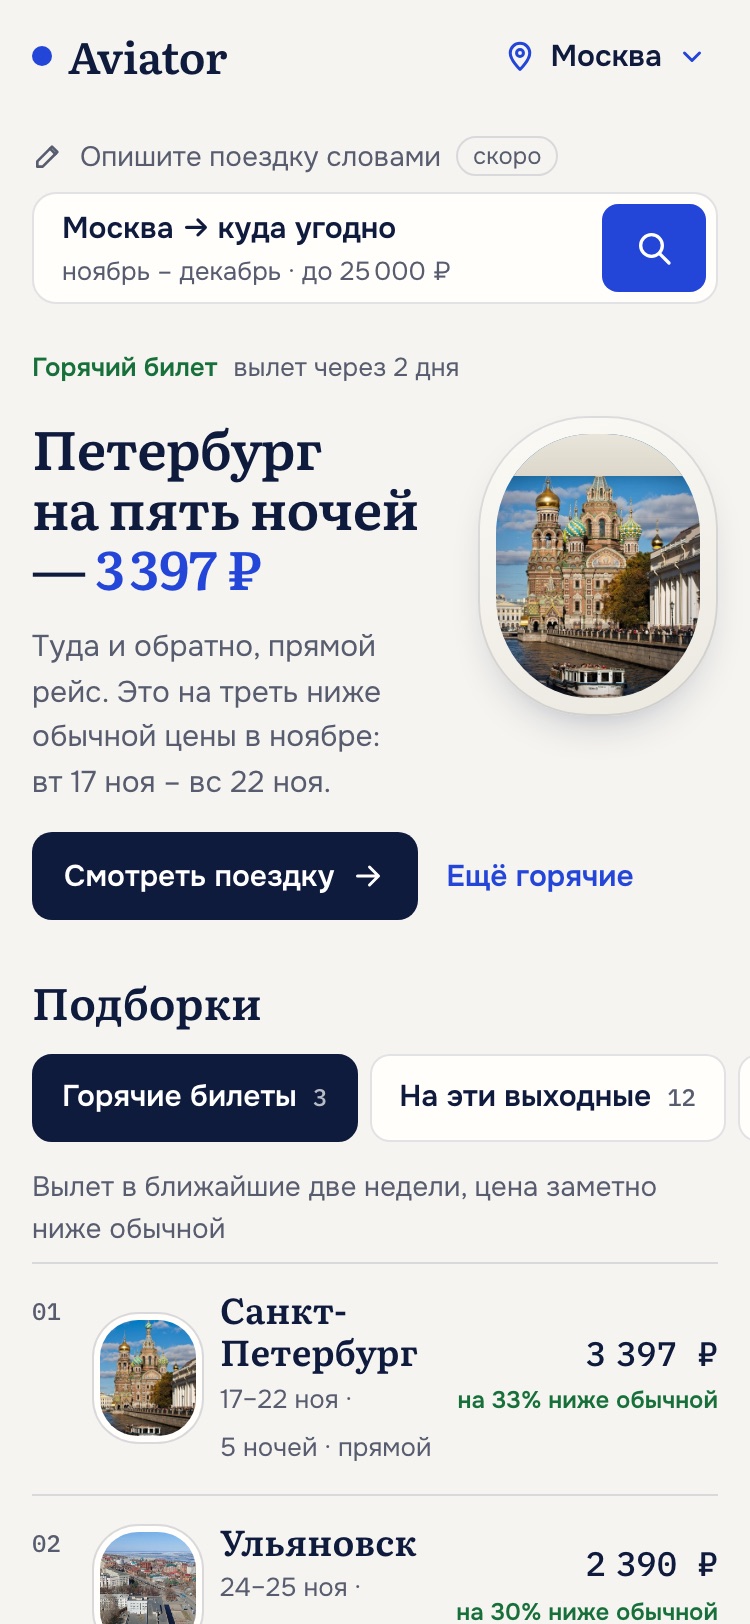 Aviator
Москва
Опишите поездку словами скоро
Москва → куда угодно
ноябрь – декабрь · до 25 000 ₽
Горячий билет вылет через 2 дня
Петербург
на пять ночей
— 3 397 ₽
Туда и обратно, прямой
рейс. Это на треть ниже
обычной цены в ноябре:
вт 17 ноя – вс 22 ноя.
Смотреть поездку →
Ещё горячие
Подборки
Горячие билеты 3
На эти выходные 12
Вылет в ближайшие две недели, цена заметно
ниже обычной
01
Санкт-
Петербург
17–22 ноя ·
5 ночей · прямой
3 397 ₽
на 33% ниже обычной
02
Ульяновск
24–25 ноя ·
2 390 ₽
на 30% ниже обычной